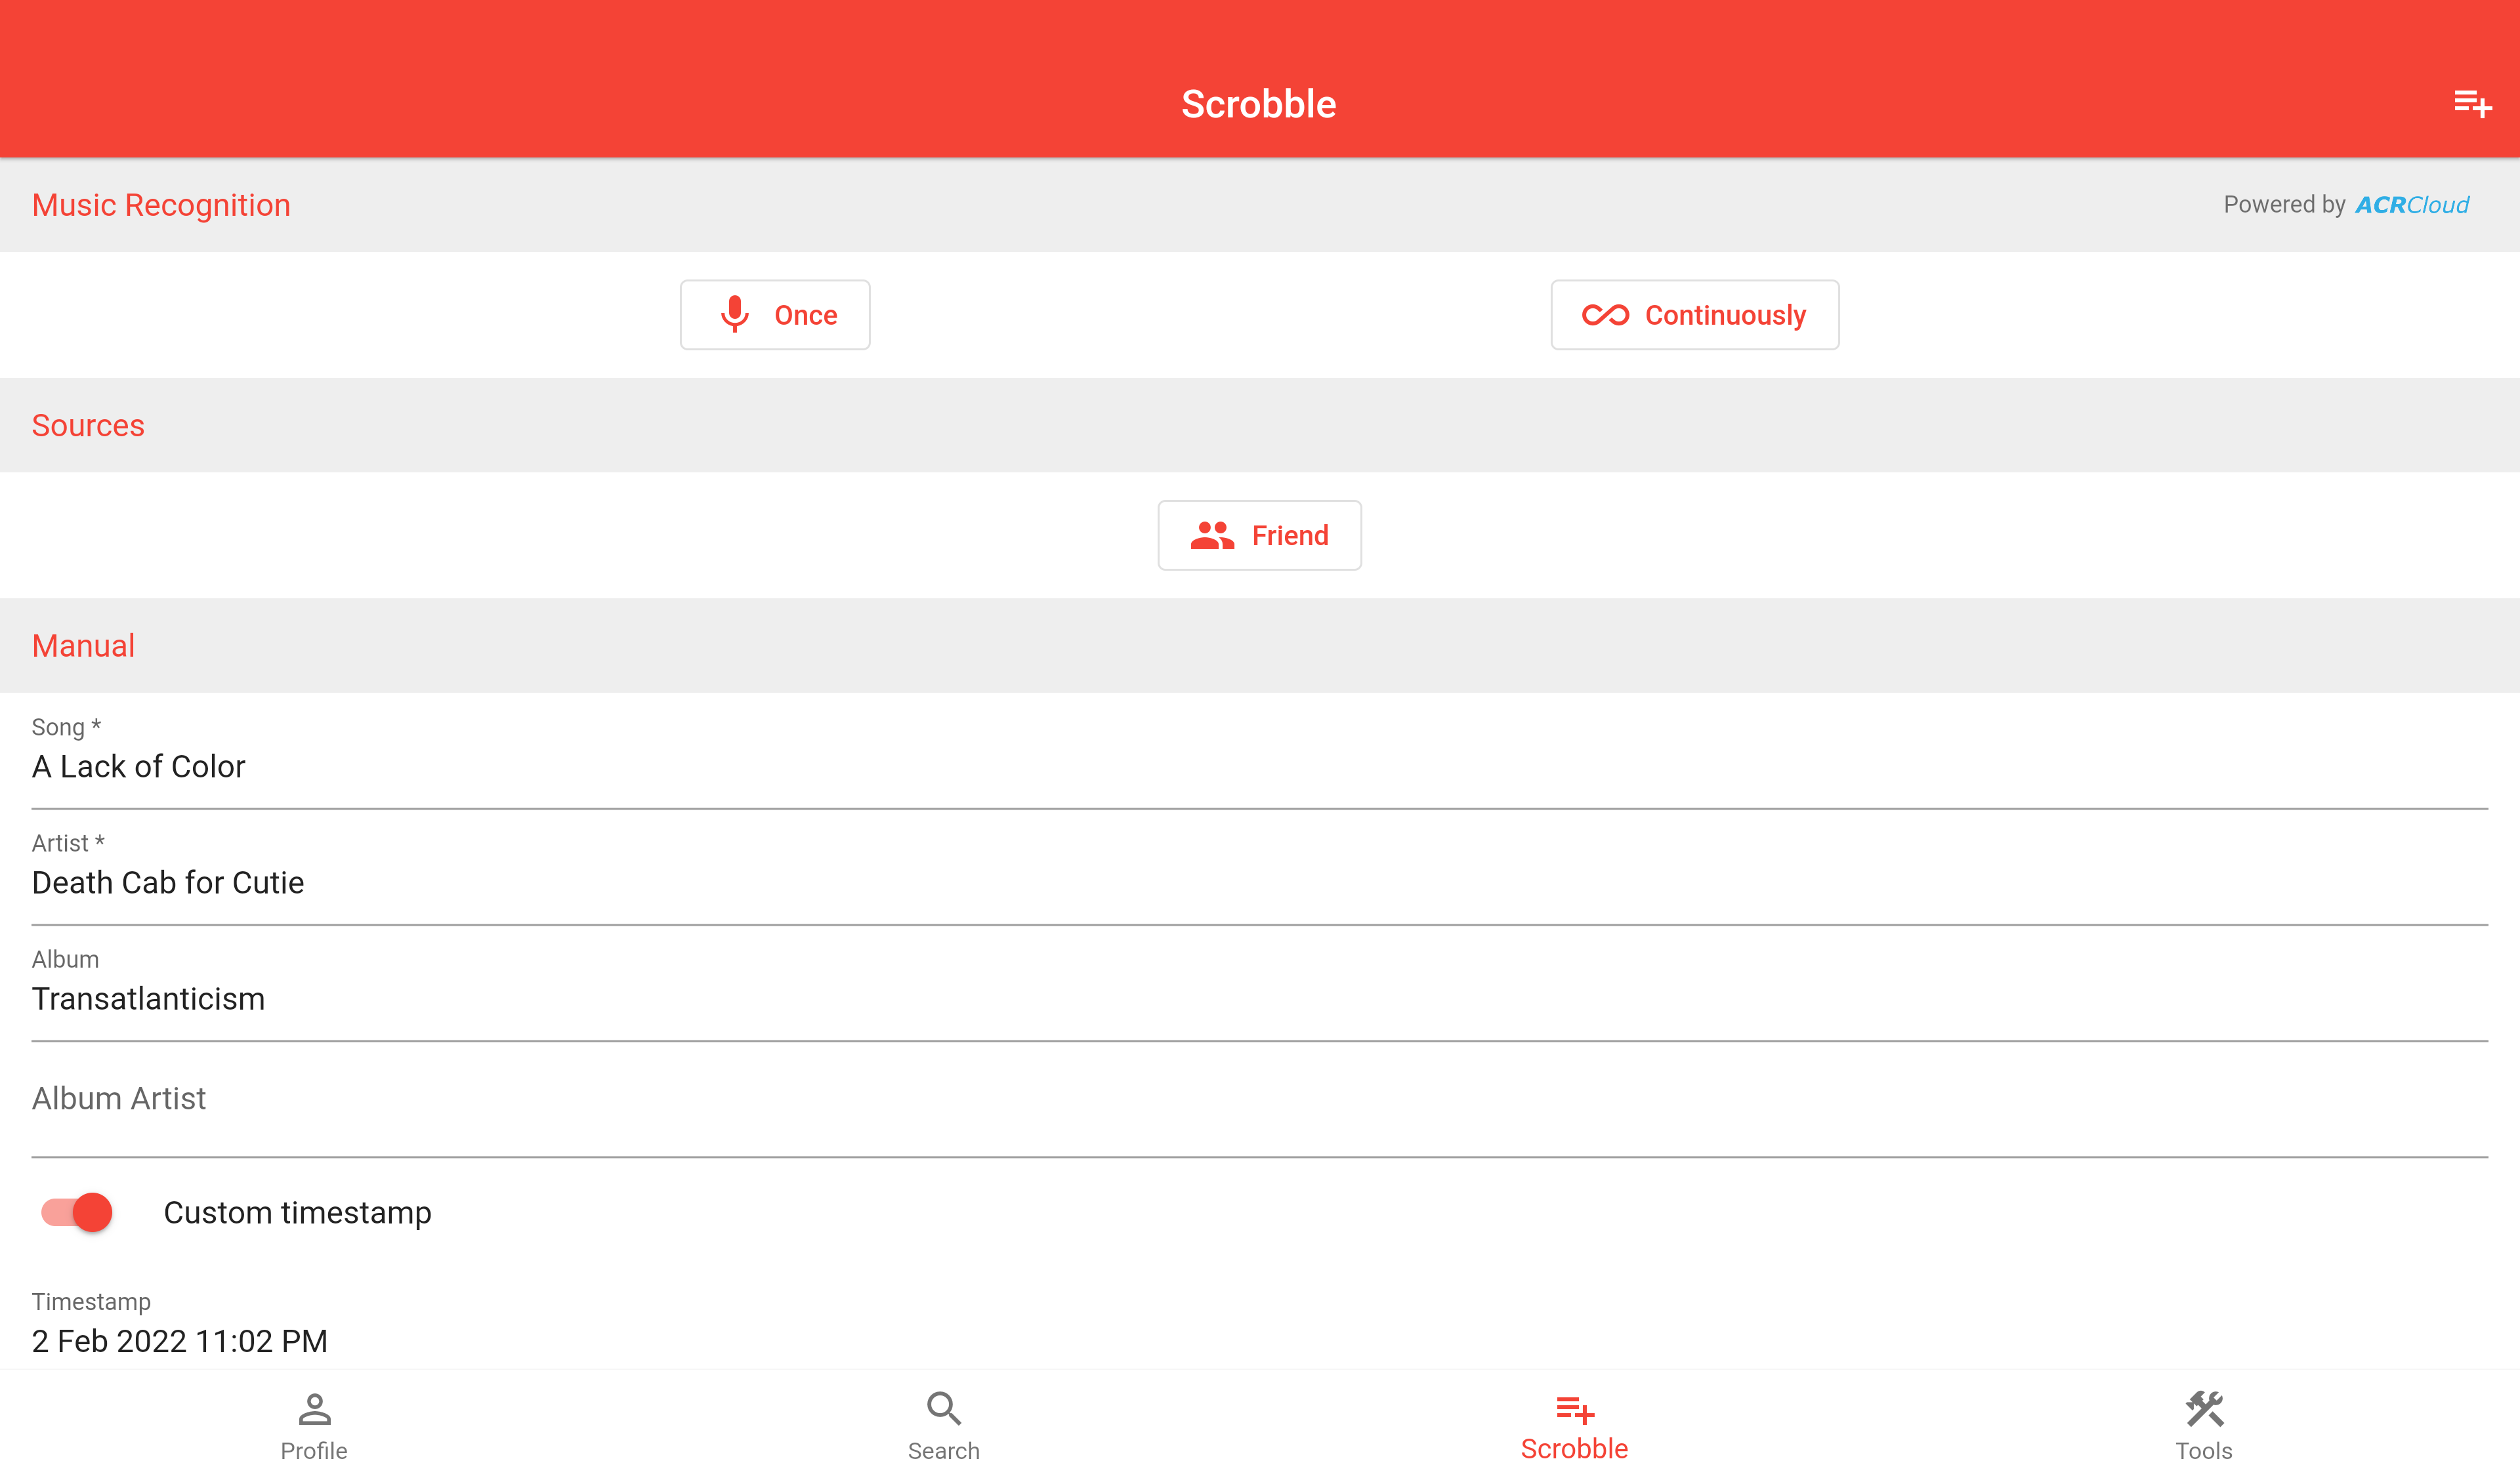 Scrobble
Music Recognition
Powered by ACRCloud
Once
Continuously
Sources
Friend
Manual
Song *
A Lack of Color
Artist *
Death Cab for Cutie
Album
Transatlanticism
Album Artist
Custom timestamp
Timestamp
2 Feb 2022 11:02 PM
Profile
Search
Scrobble
Tools